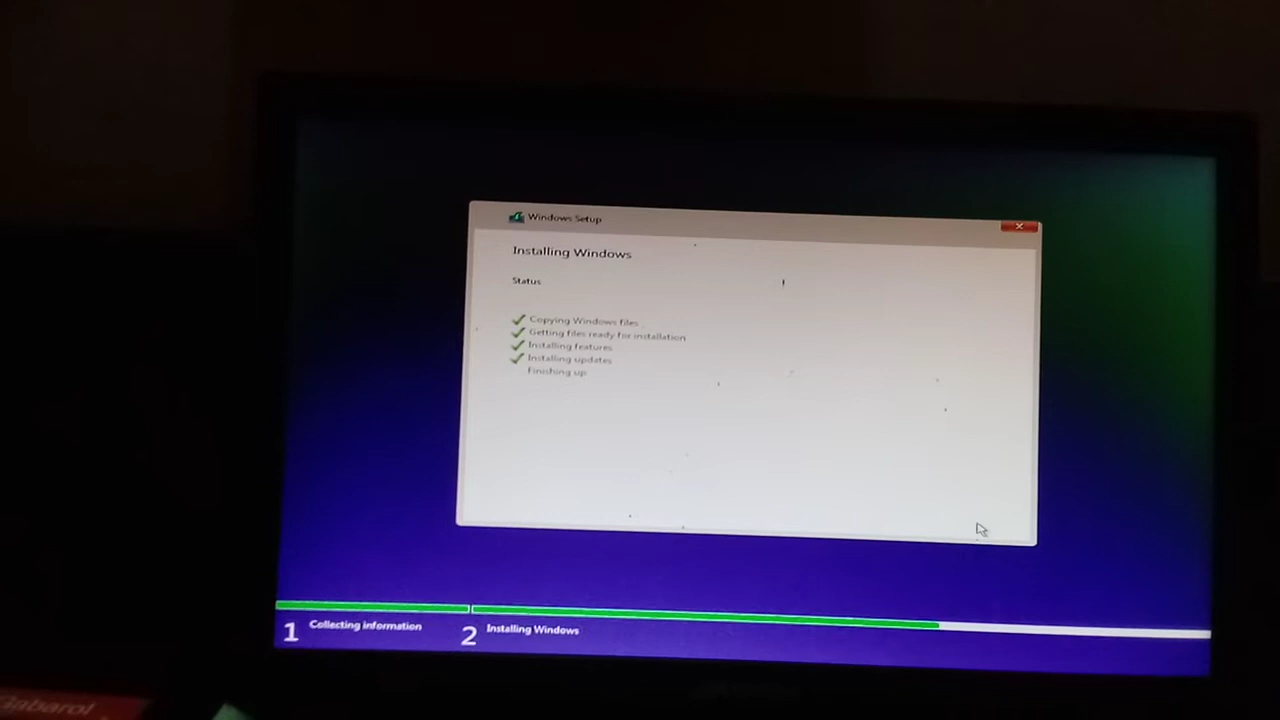 Windows Setup
Installing Windows
Status
Copying Windows files
Getting files ready for installation
Installing features
Installing updates
Finishing up
1 Collecting information
2 Installing Windows
Gabarol